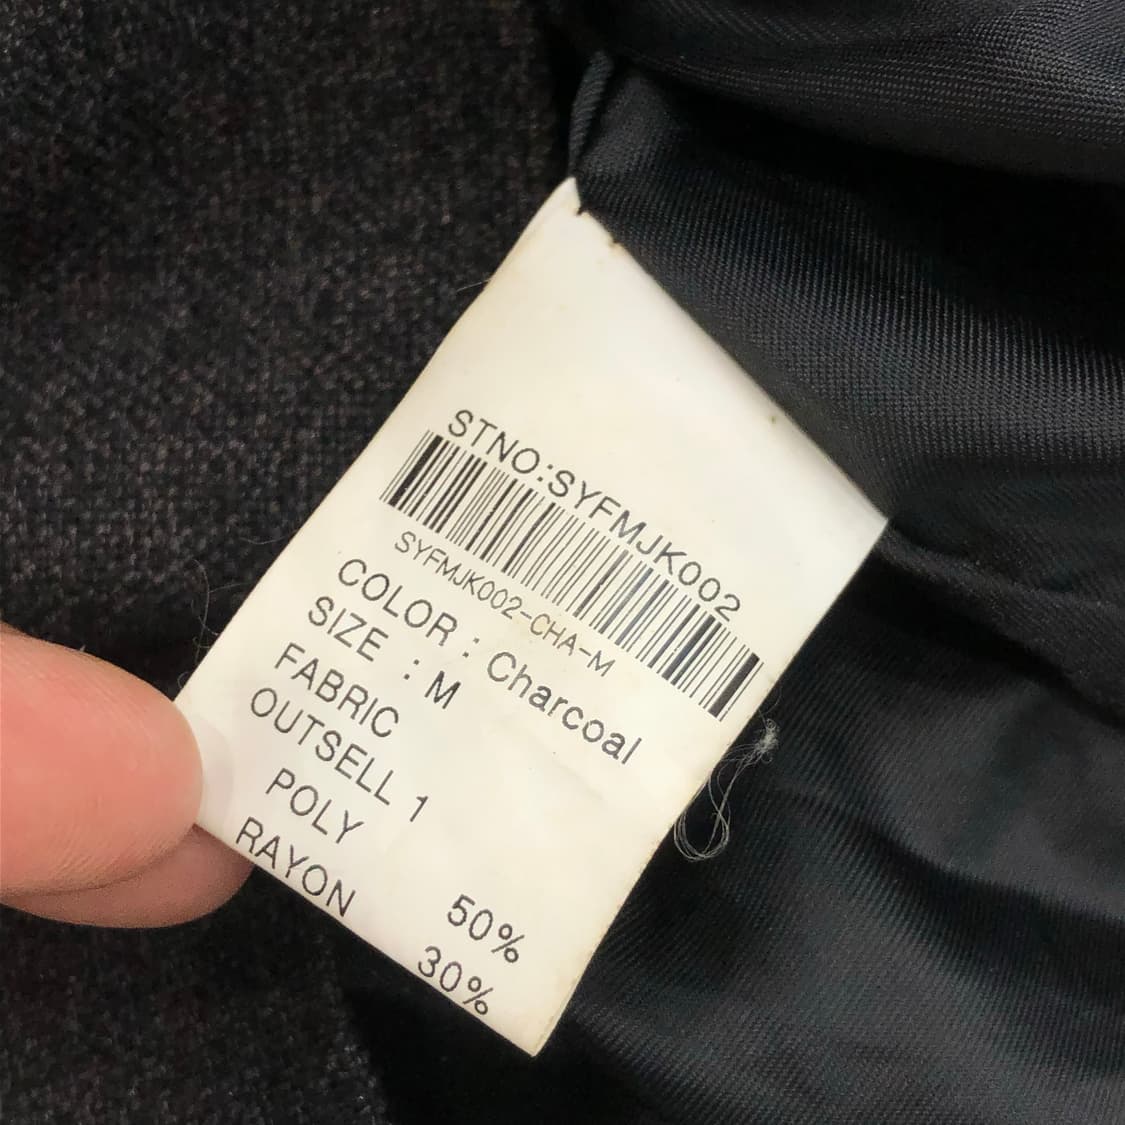 STNO:SYFMJK002
SYFMJK002-CHA-M
COLOR : Charcoal
SIZE : M
FABRIC
OUTSELL 1
POLY 50%
RAYON 30%